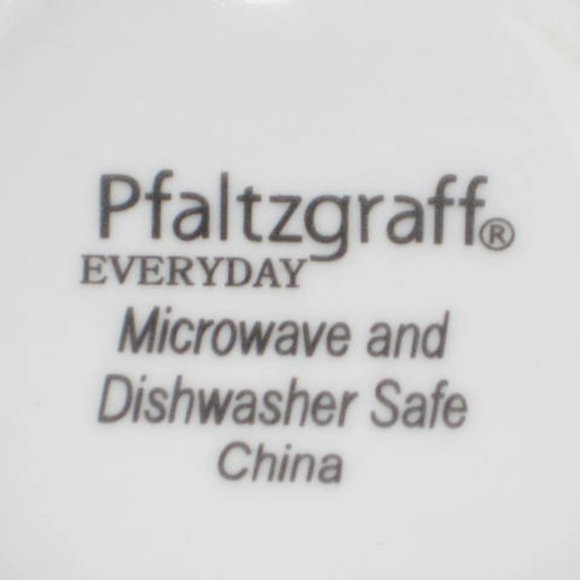 Pfaltzgraff®
EVERYDAY
Microwave and
Dishwasher Safe
China